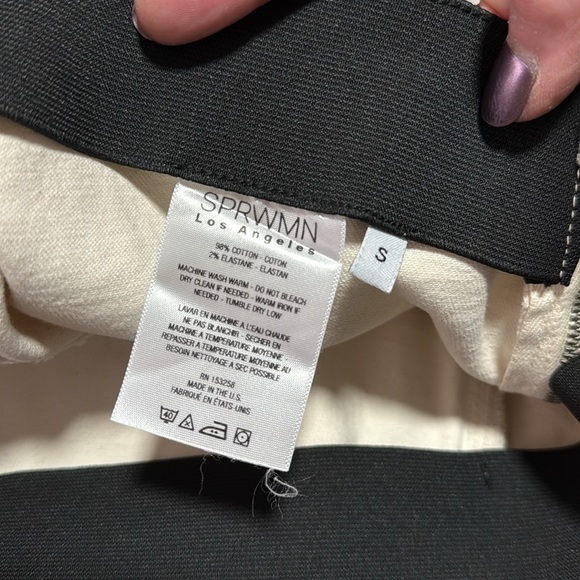 SPRWMN
Los Angeles
S
98% COTTON - COTON
2% ELASTANE - ELASTAN
MACHINE WASH WARM - DO NOT BLEACH
DRY CLEAN IF NEEDED - WARM IRON IF
NEEDED - TUMBLE DRY LOW
LAVAR EN MACHINE A L'EAU CHAUDE
NE PAS BLANCHIR - SECHER EN
MACHINE A TEMPERATURE MOYENNE -
REPASSER A TEMPERATURE MOYENNE AU
BESOIN NETTOYAGE A SEC POSSIBLE
RN 153258
MADE IN THE U.S.
FABRIQUÉ EN ÉTATS-UNIS
40